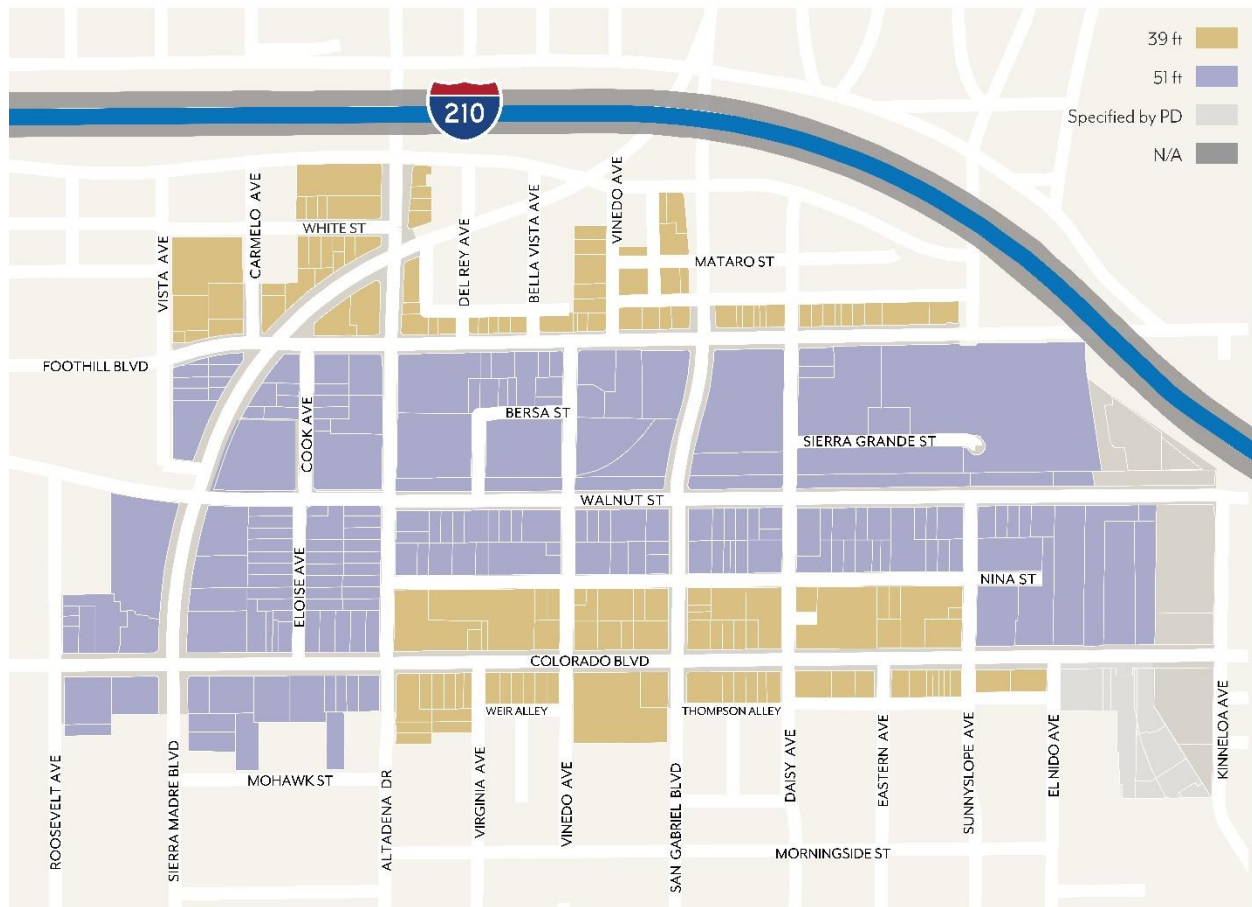 39 ft
51 ft
Specified by PD
N/A
210
VISTA AVE
CARMELO AVE
WHITE ST
DEL REY AVE
BELLA VISTA AVE
VINEDO AVE
MATARO ST
FOOTHILL BLVD
COOK AVE
BERSA ST
SIERRA GRANDE ST
WALNUT ST
ELOISE AVE
NINA ST
COLORADO BLVD
WEIR ALLEY
THOMPSON ALLEY
MOHAWK ST
ROOSEVELT AVE
SIERRA MADRE BLVD
ALTADENA DR
VIRGINIA AVE
VINEDO AVE
SAN GABRIEL BLVD
DAISY AVE
EASTERN AVE
SUNNYSLOPE AVE
EL NIDO AVE
KINNELOA AVE
MORNINGSIDE ST